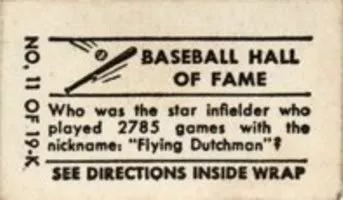 NO. 11 OF 19-K
BASEBALL HALL
OF FAME
Who was the star infielder who
played 2785 games with the
nickname: "Flying Dutchman"?
SEE DIRECTIONS INSIDE WRAP